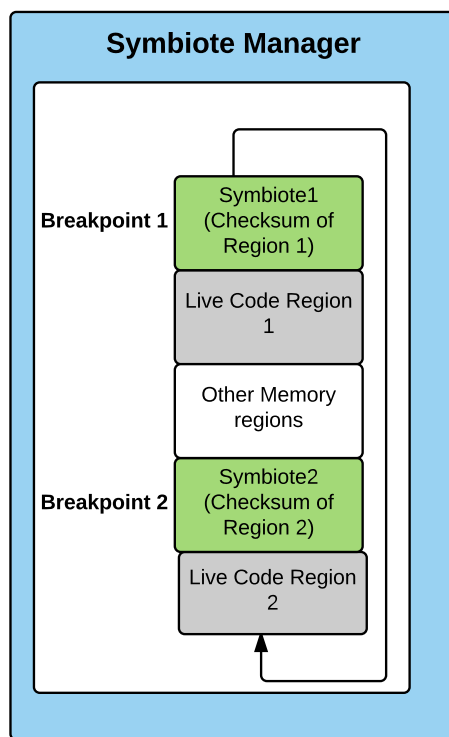 Symbiote Manager
Breakpoint 1
Symbiote1
(Checksum of
Region 1)
Live Code Region
1
Other Memory
regions
Breakpoint 2
Symbiote2
(Checksum of
Region 2)
Live Code Region
2